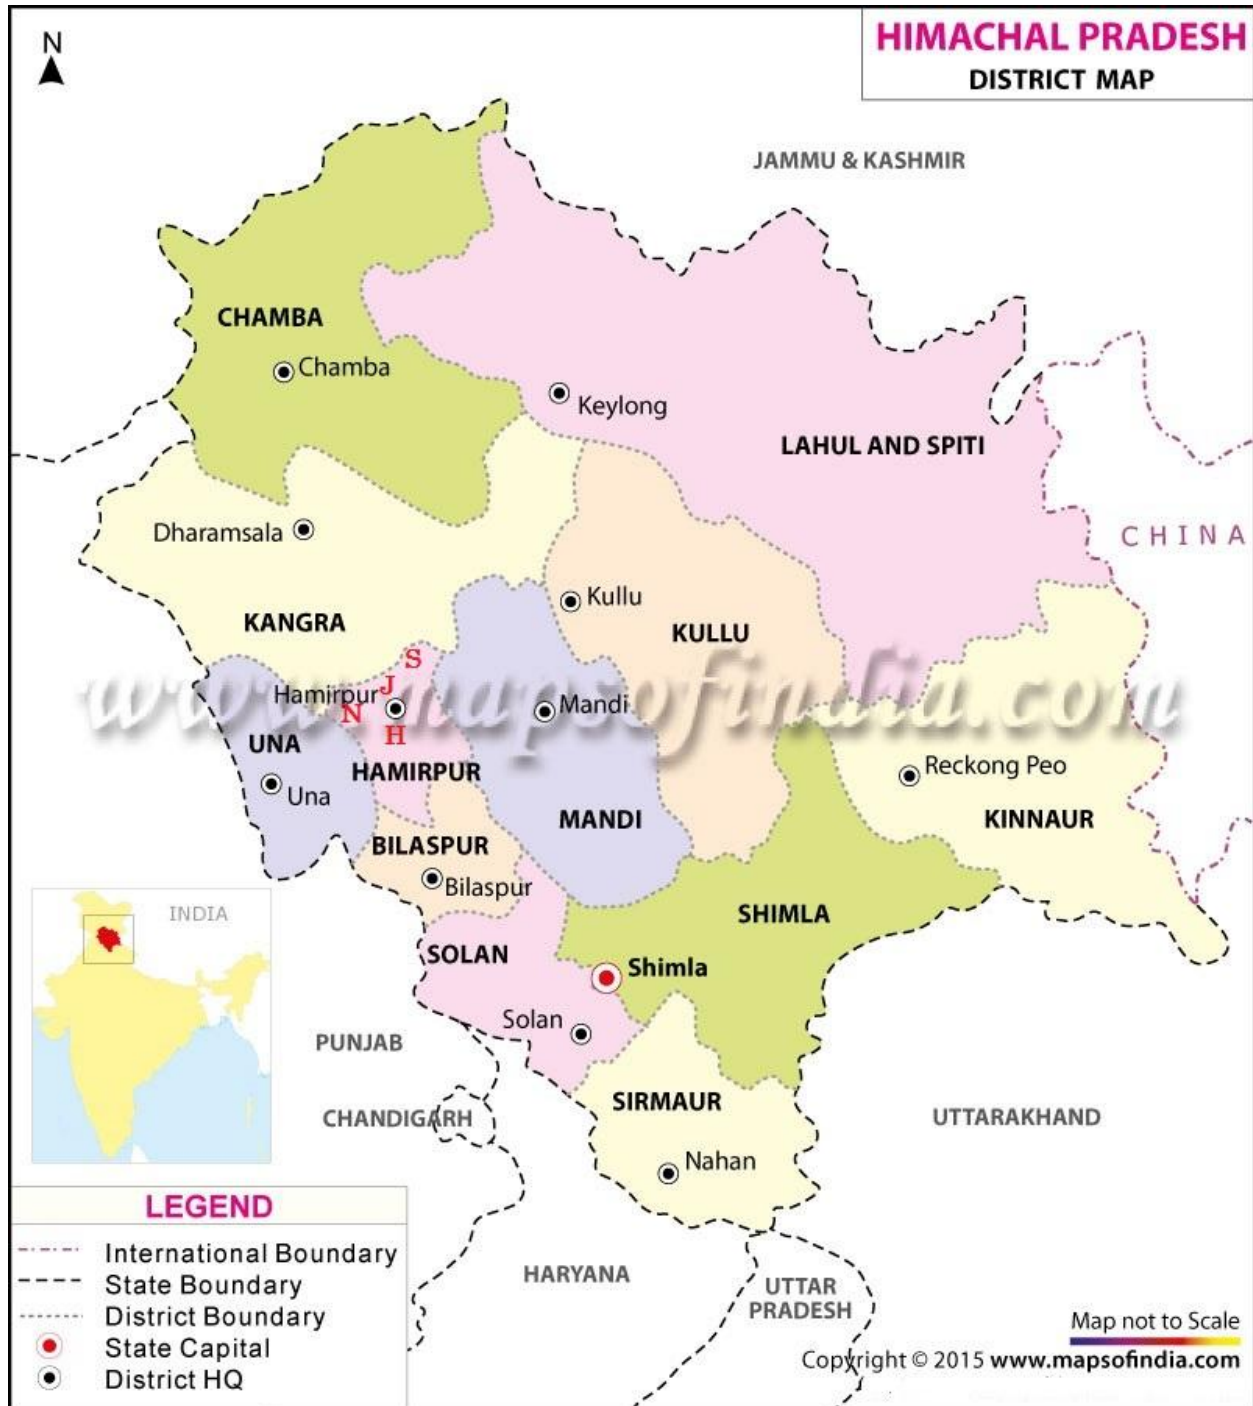 HIMACHAL PRADESH
DISTRICT MAP
N
JAMMU & KASHMIR
CHAMBA
Chamba
Keylong
LAHUL AND SPITI
CHINA
Dharamsala
KANGRA
Kullu
KULLU
S
J
Hamirpur
N
H
www.mapsofindia.com
Mandi
UNA
Una
HAMIRPUR
MANDI
Reckong Peo
KINNAUR
BILASPUR
Bilaspur
INDIA
SHIMLA
SOLAN
Shimla
Solan
PUNJAB
CHANDIGARH
SIRMAUR
UTTARAKHAND
Nahan
LEGEND
International Boundary
State Boundary
District Boundary
State Capital
District HQ
HARYANA
UTTAR
PRADESH
Map not to Scale
Copyright © 2015 www.mapsofindia.com